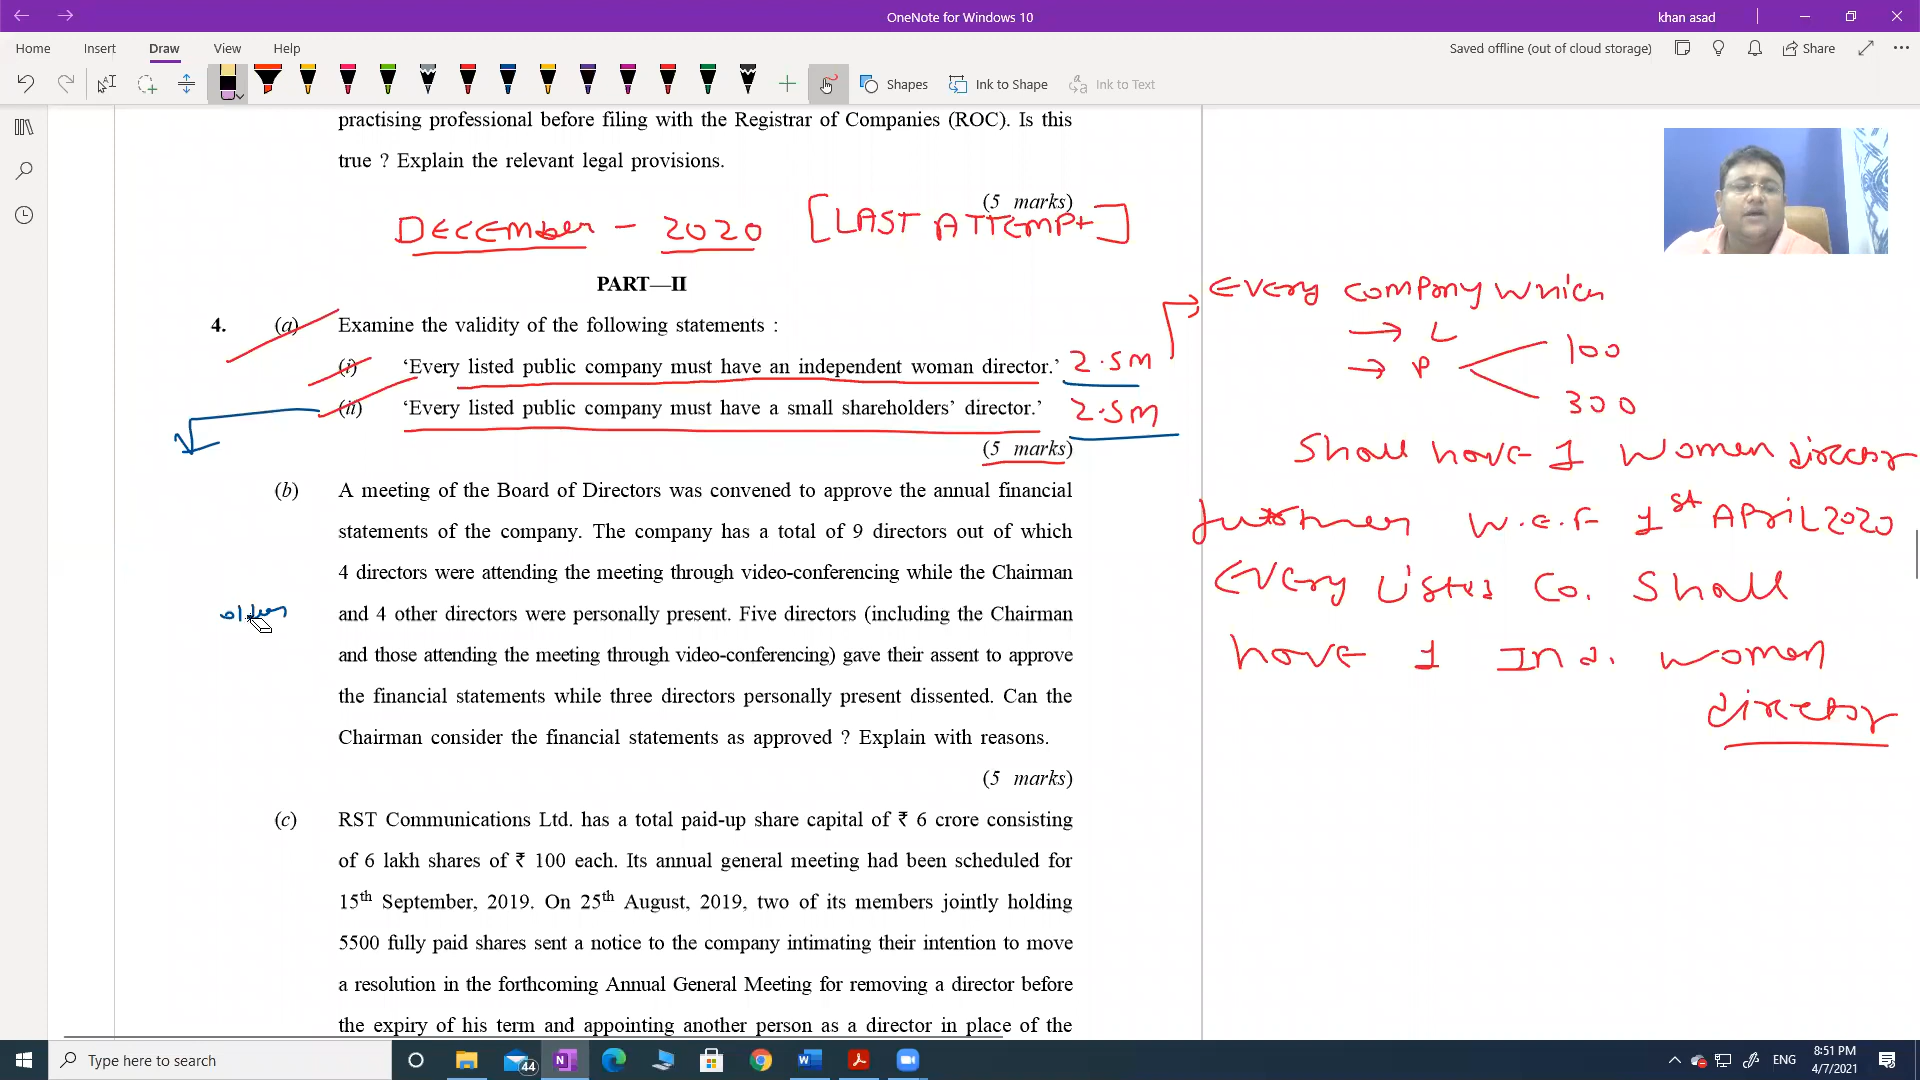 OneNote for Windows 10
khan asad
Home Insert Draw View Help
Saved offline (out of cloud storage)
Share
Shapes
Ink to Shape
Ink to Text
practising professional before filing with the Registrar of Companies (ROC). Is this
true ? Explain the relevant legal provisions.
(5 marks)
DECEMber - 2020 [LAST ATTEMPt]
PART—II
4. (a) Examine the validity of the following statements :
(i) ‘Every listed public company must have an independent woman director.’ 2.5M
(ii) ‘Every listed public company must have a small shareholders’ director.’ 2.5M
(5 marks)
(b) A meeting of the Board of Directors was convened to approve the annual financial
statements of the company. The company has a total of 9 directors out of which
4 directors were attending the meeting through video-conferencing while the Chairman
and 4 other directors were personally present. Five directors (including the Chairman
and those attending the meeting through video-conferencing) gave their assent to approve
the financial statements while three directors personally present dissented. Can the
Chairman consider the financial statements as approved ? Explain with reasons.
(5 marks)
(c) RST Communications Ltd. has a total paid-up share capital of ₹ 6 crore consisting
of 6 lakh shares of ₹ 100 each. Its annual general meeting had been scheduled for
15th September, 2019. On 25th August, 2019, two of its members jointly holding
5500 fully paid shares sent a notice to the company intimating their intention to move
a resolution in the forthcoming Annual General Meeting for removing a director before
the expiry of his term and appointing another person as a director in place of the
Every company which
→ L
→ P
100
300
Shall have 1 women director
further W.E.F 1st APriL 2020
Every Listed Co. Shall
have 1 Ind. women
director
Type here to search
44
ENG
8:51 PM
4/7/2021